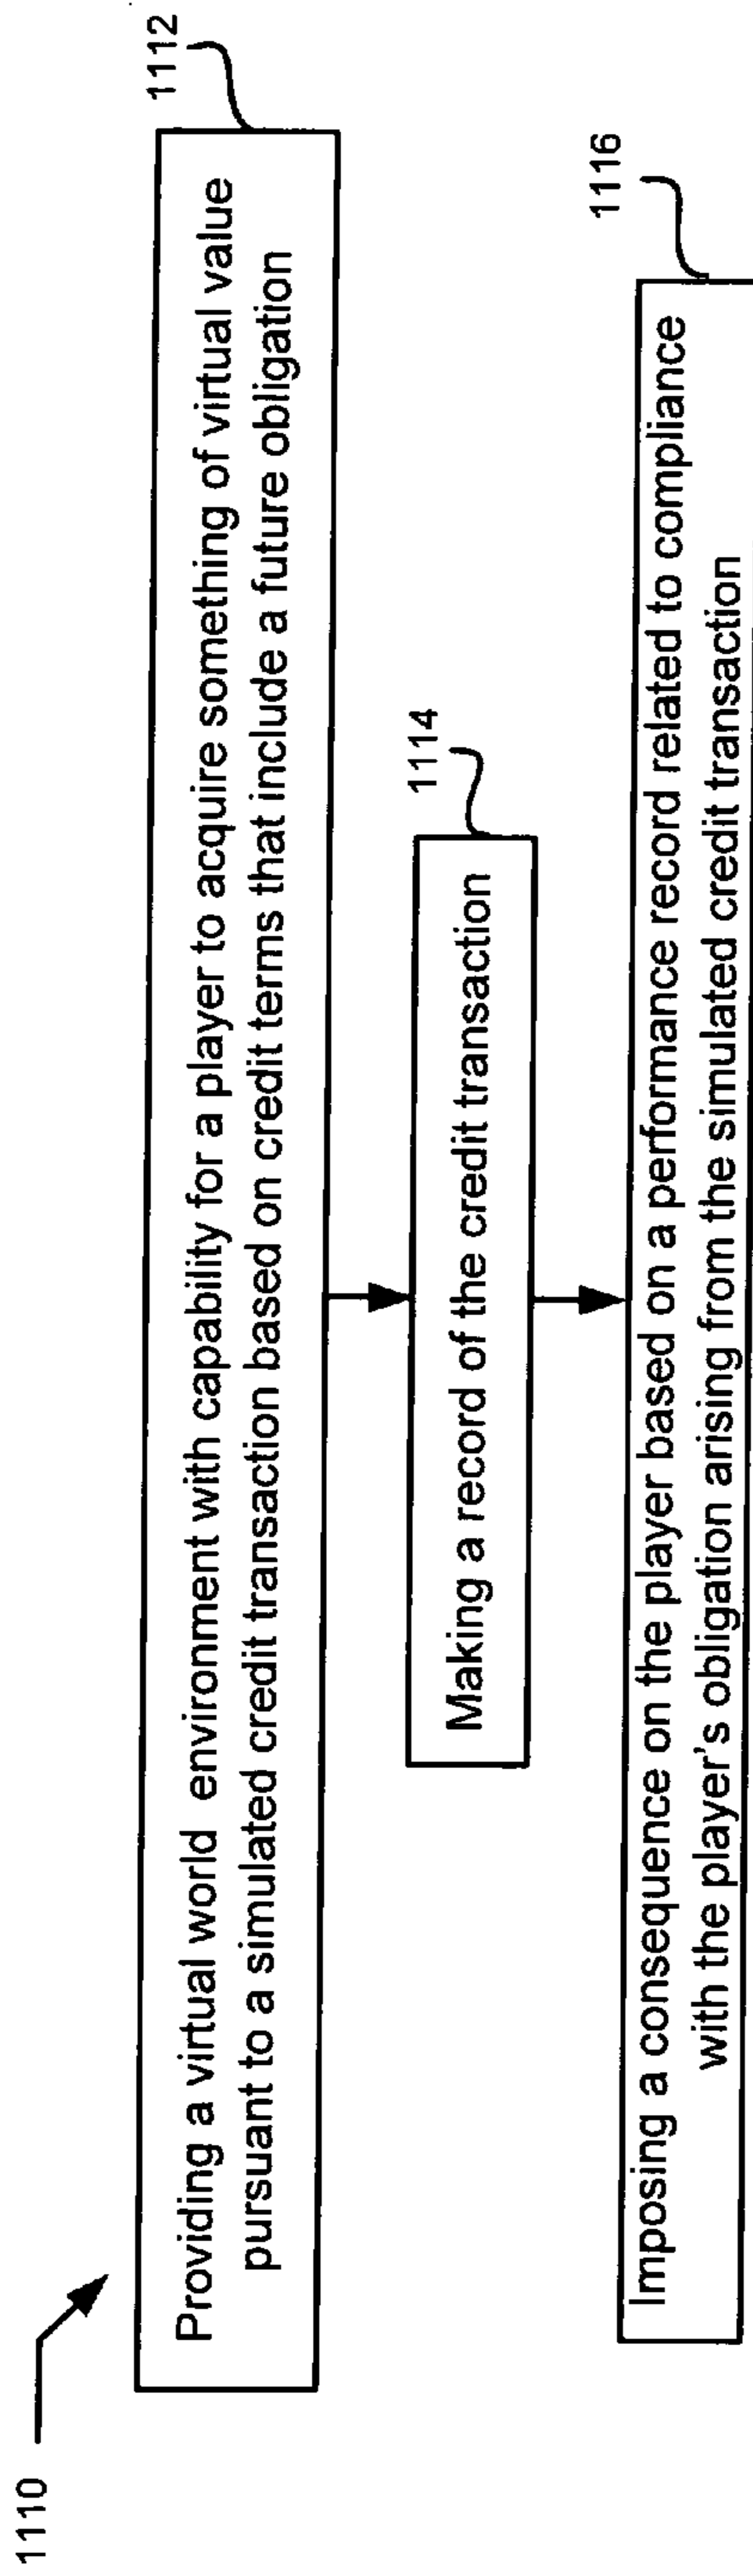 1110
1112
Providing a virtual world environment with capability for a player to acquire something of virtual value
pursuant to a simulated credit transaction based on credit terms that include a future obligation
1114
Making a record of the credit transaction
1116
Imposing a consequence on the player based on a performance record related to compliance
with the player's obligation arising from the simulated credit transaction